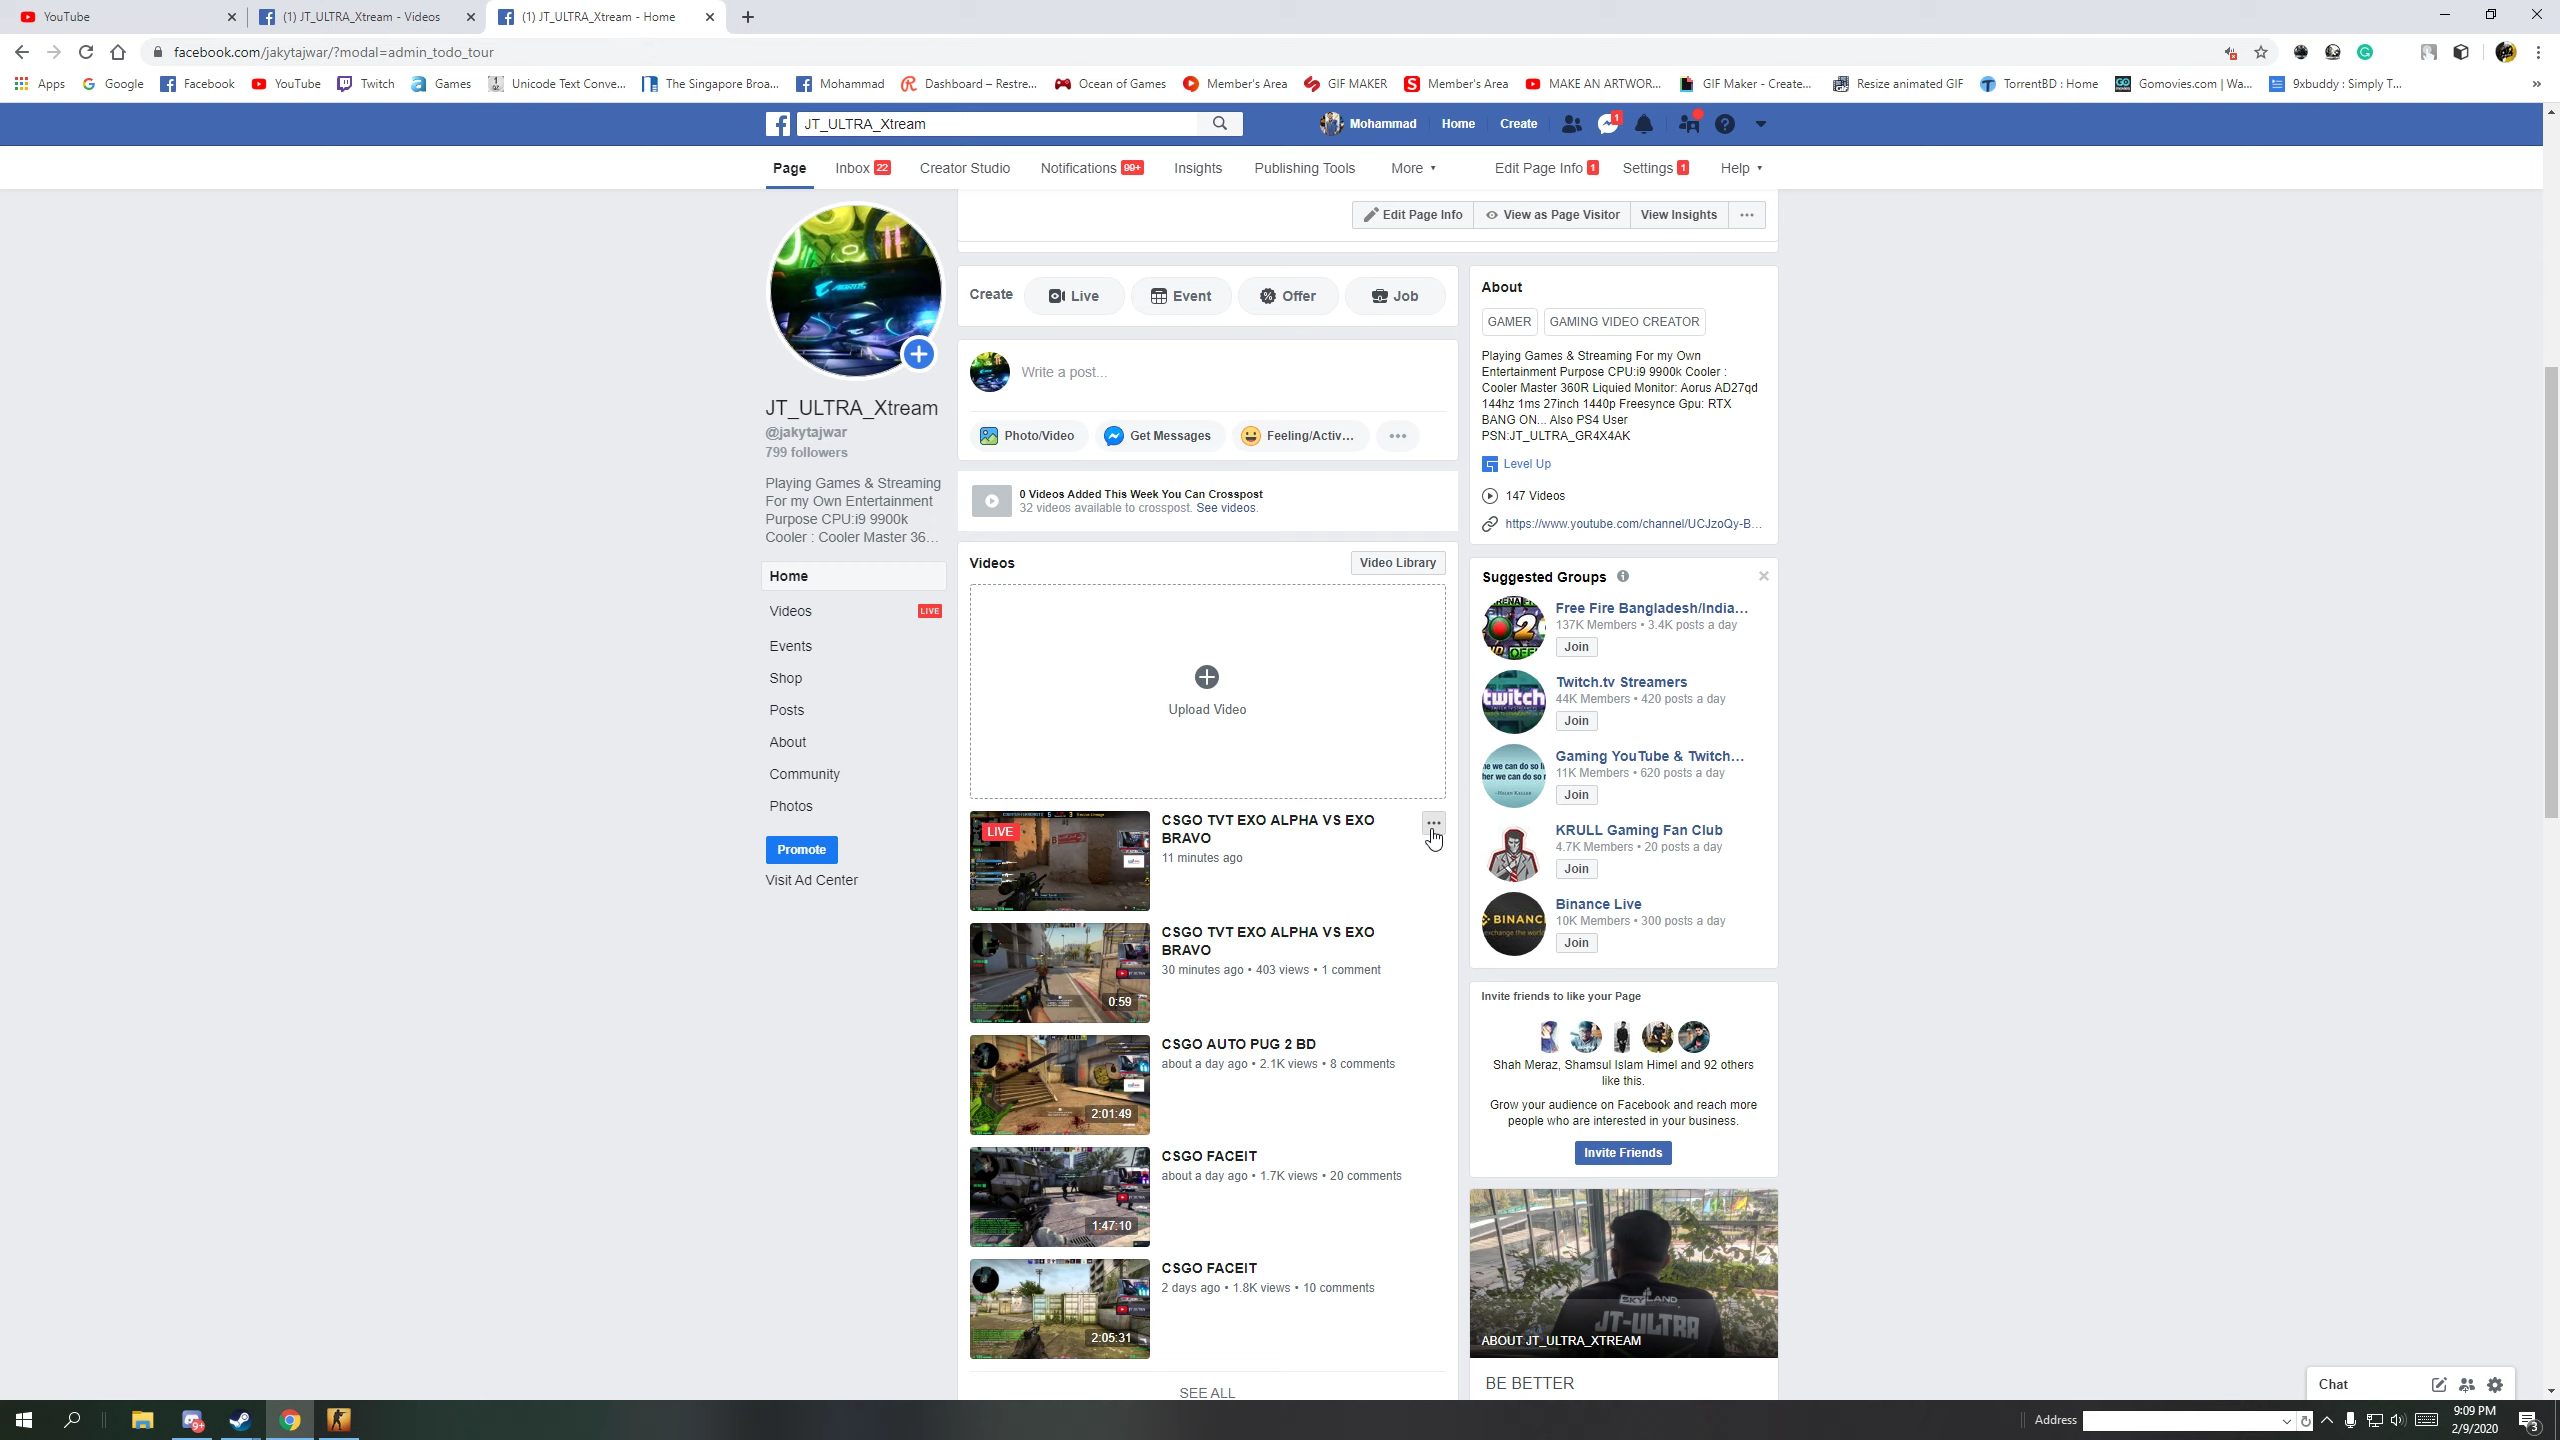 YouTube
(1) JT_ULTRA_Xtream - Videos
(1) JT_ULTRA_Xtream - Home
facebook.com/jakytajwar/?modal=admin_todo_tour
Apps
Google
Facebook
YouTube
Twitch
Games
Unicode Text Conve...
The Singapore Broa...
Mohammad
Dashboard – Restre...
Ocean of Games
Member's Area
GIF MAKER
Member's Area
MAKE AN ARTWOR...
GIF Maker - Create...
Resize animated GIF
TorrentBD : Home
Gomovies.com | Wa...
9xbuddy : Simply T...
JT_ULTRA_Xtream
Mohammad
Home
Create
1
Page
Inbox 22
Creator Studio
Notifications 99+
Insights
Publishing Tools
More
Edit Page Info 1
Settings 1
Help
Edit Page Info
View as Page Visitor
View Insights
AORUS
JT_ULTRA_Xtream
@jakytajwar
799 followers
Playing Games & Streaming
For my Own Entertainment
Purpose CPU:i9 9900k
Cooler : Cooler Master 36...
Home
Videos LIVE
Events
Shop
Posts
About
Community
Photos
Promote
Visit Ad Center
Create
Live
Event
Offer
Job
Write a post...
Photo/Video
Get Messages
Feeling/Activ...
0 Videos Added This Week You Can Crosspost
32 videos available to crosspost. See videos.
Videos
Video Library
Upload Video
LIVE
CSGO TVT EXO ALPHA VS EXO
BRAVO
11 minutes ago
0:59
CSGO TVT EXO ALPHA VS EXO
BRAVO
30 minutes ago • 403 views • 1 comment
2:01:49
CSGO AUTO PUG 2 BD
about a day ago • 2.1K views • 8 comments
1:47:10
CSGO FACEIT
about a day ago • 1.7K views • 20 comments
2:05:31
CSGO FACEIT
2 days ago • 1.8K views • 10 comments
SEE ALL
About
GAMER
GAMING VIDEO CREATOR
Playing Games & Streaming For my Own
Entertainment Purpose CPU:i9 9900k Cooler :
Cooler Master 360R Liquied Monitor: Aorus AD27qd
144hz 1ms 27inch 1440p Freesynce Gpu: RTX
BANG ON... Also PS4 User
PSN:JT_ULTRA_GR4X4AK
Level Up
147 Videos
https://www.youtube.com/channel/UCJzoQy-B...
Suggested Groups
Free Fire Bangladesh/India...
137K Members • 3.4K posts a day
Join
Twitch.tv Streamers
44K Members • 420 posts a day
Join
Gaming YouTube & Twitch...
11K Members • 620 posts a day
Join
KRULL Gaming Fan Club
4.7K Members • 20 posts a day
Join
Binance Live
10K Members • 300 posts a day
Join
Invite friends to like your Page
Shah Meraz, Shamsul Islam Himel and 92 others
like this.
Grow your audience on Facebook and reach more
people who are interested in your business.
Invite Friends
SKYLAND
JT-ULTRA
ABOUT JT_ULTRA_XTREAM
BE BETTER
Chat
Address
9:09 PM
2/9/2020
3